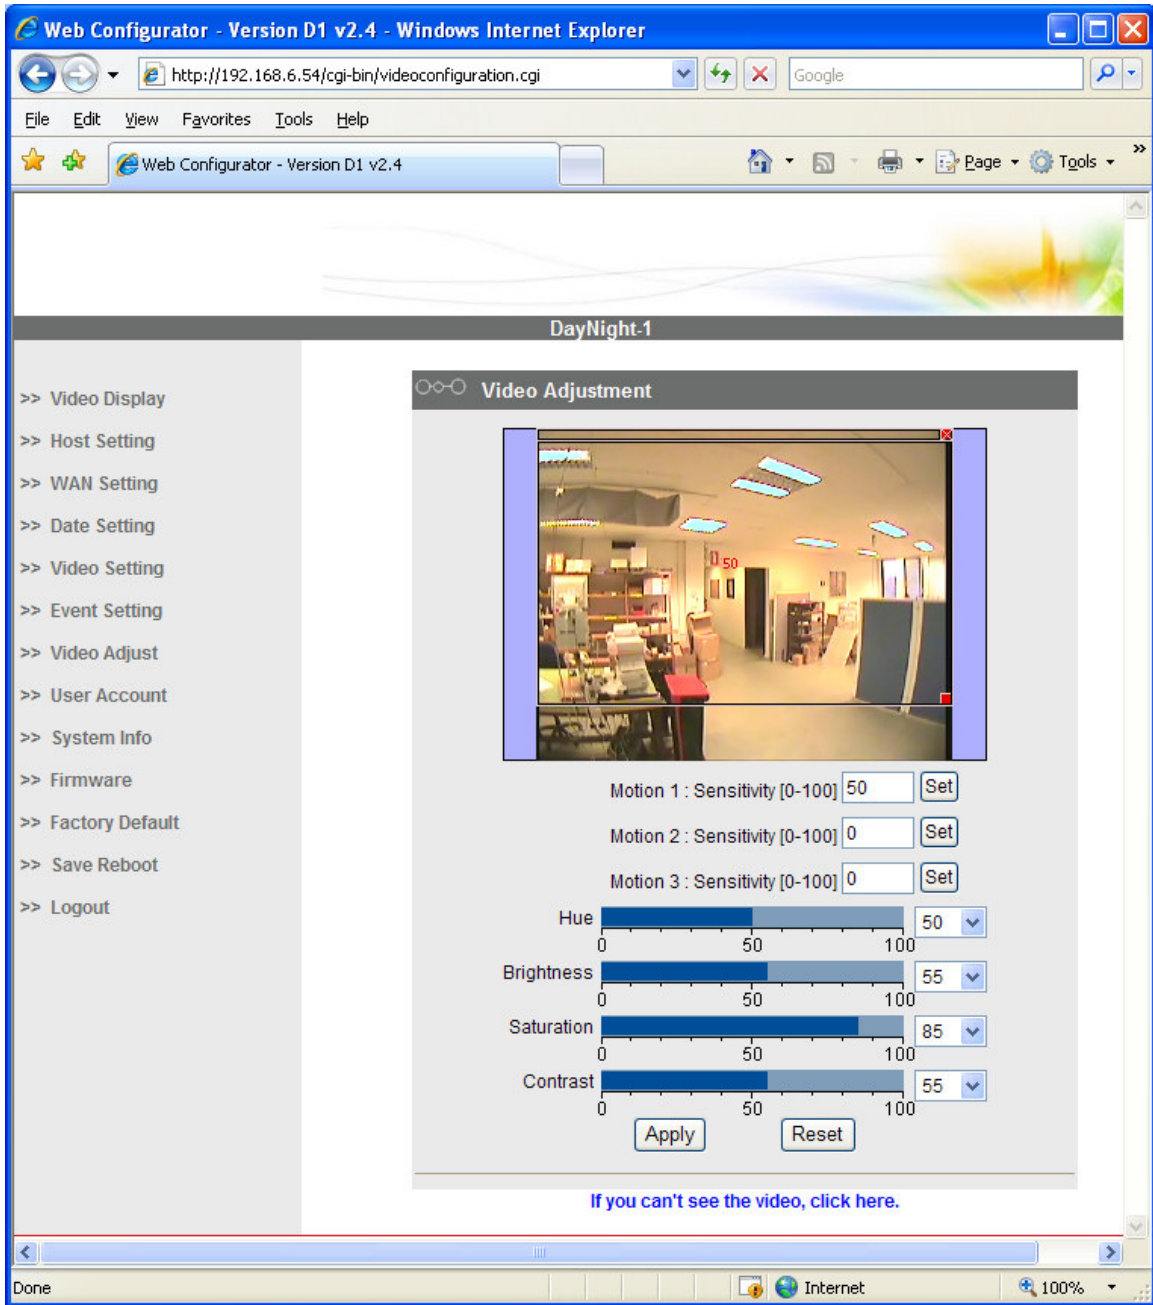 Web Configurator - Version D1 v2.4 - Windows Internet Explorer
http://192.168.6.54/cgi-bin/videoconfiguration.cgi
Google
File Edit View Favorites Tools Help
Web Configurator - Version D1 v2.4
Page Tools »
DayNight-1
>> Video Display
>> Host Setting
>> WAN Setting
>> Date Setting
>> Video Setting
>> Event Setting
>> Video Adjust
>> User Account
>> System Info
>> Firmware
>> Factory Default
>> Save Reboot
>> Logout
Video Adjustment
50
Motion 1 : Sensitivity [0-100] 50 Set
Motion 2 : Sensitivity [0-100] 0 Set
Motion 3 : Sensitivity [0-100] 0 Set
Hue 50
0 50 100
Brightness 55
0 50 100
Saturation 85
0 50 100
Contrast 55
0 50 100
Apply Reset
If you can't see the video, click here.
Done Internet 100%